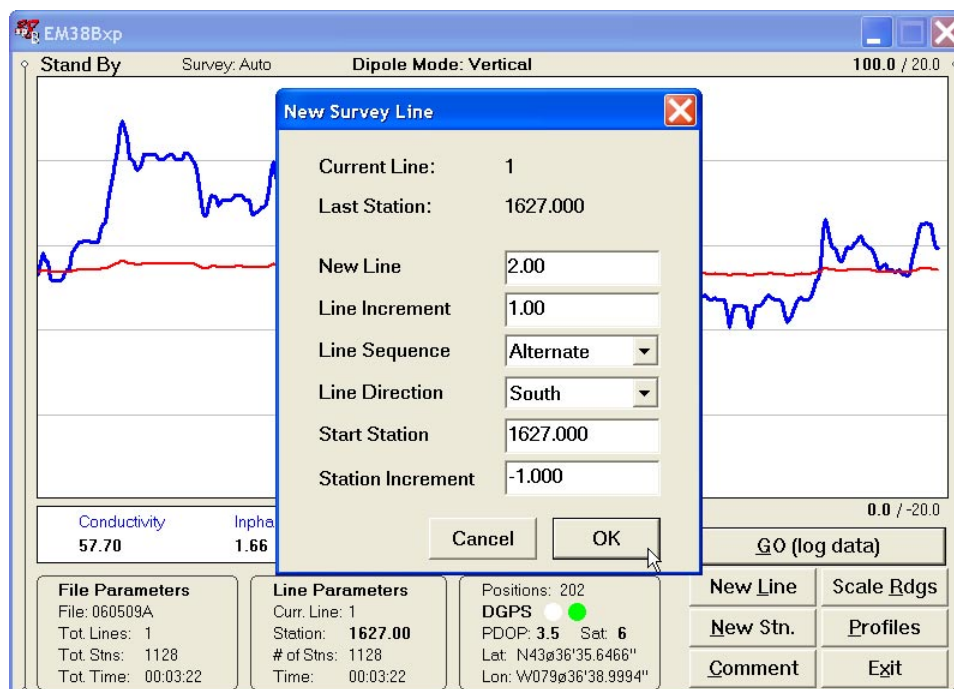 EM38Bxp
Stand By Survey: Auto Dipole Mode: Vertical 100.0 / 20.0
New Survey Line
Current Line: 1
Last Station: 1627.000
New Line 2.00
Line Increment 1.00
Line Sequence Alternate
Line Direction South
Start Station 1627.000
Station Increment -1.000
Cancel OK
0.0 / -20.0
Conductivity Inpha
57.70 1.66
GO (log data)
File Parameters
File: 060509A
Tot. Lines: 1
Tot. Stns: 1128
Tot. Time: 00:03:22
Line Parameters
Curr. Line: 1
Station: 1627.00
# of Stns: 1128
Time: 00:03:22
Positions: 202
DGPS
PDOP: 3.5 Sat: 6
Lat: N43ø36'35.6466"
Lon: W079ø36'38.9994"
New Line Scale Rdgs
New Stn. Profiles
Comment Exit